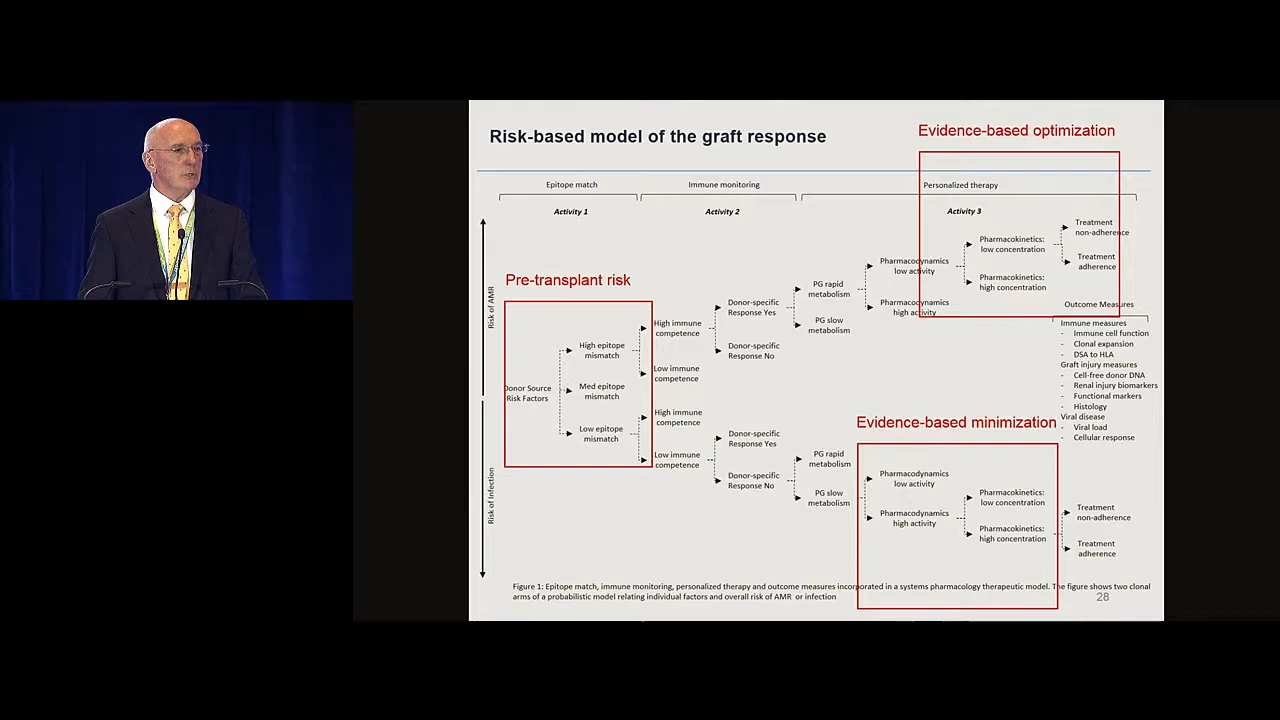 Risk-based model of the graft response
Evidence-based optimization
Epitope match
Immune monitoring
Personalized therapy
Activity 1
Activity 2
Activity 3
Pre-transplant risk
Risk of AMR
Risk of Infection
Donor Source
Risk Factors
High epitope
mismatch
Med epitope
mismatch
Low epitope
mismatch
High immune
competence
Low immune
competence
High immune
competence
Low immune
competence
Donor-specific
Response Yes
Donor-specific
Response No
Donor-specific
Response Yes
Donor-specific
Response No
PG rapid
metabolism
PG slow
metabolism
PG rapid
metabolism
PG slow
metabolism
Pharmacodynamics
low activity
Pharmacodynamics
high activity
Pharmacokinetics:
low concentration
Pharmacokinetics:
high concentration
Treatment
non-adherence
Treatment
adherence
Outcome Measures
Immune measures
- Immune cell function
- Clonal expansion
- DSA to HLA
Graft injury measures
- Cell-free donor DNA
- Renal injury biomarkers
- Functional markers
- Histology
Viral disease
- Viral load
- Cellular response
Evidence-based minimization
Pharmacodynamics
low activity
Pharmacodynamics
high activity
Pharmacokinetics:
low concentration
Pharmacokinetics:
high concentration
Treatment
non-adherence
Treatment
adherence
Figure 1: Epitope match, immune monitoring, personalized therapy and outcome measures incorporated in a systems pharmacology therapeutic model. The figure shows two clonal
arms of a probabilistic model relating individual factors and overall risk of AMR or infection
28